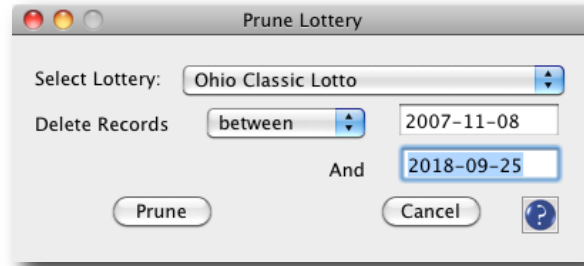 Prune Lottery
Select Lottery: Ohio Classic Lotto
Delete Records between 2007-11-08
And 2018-09-25
Prune Cancel ?